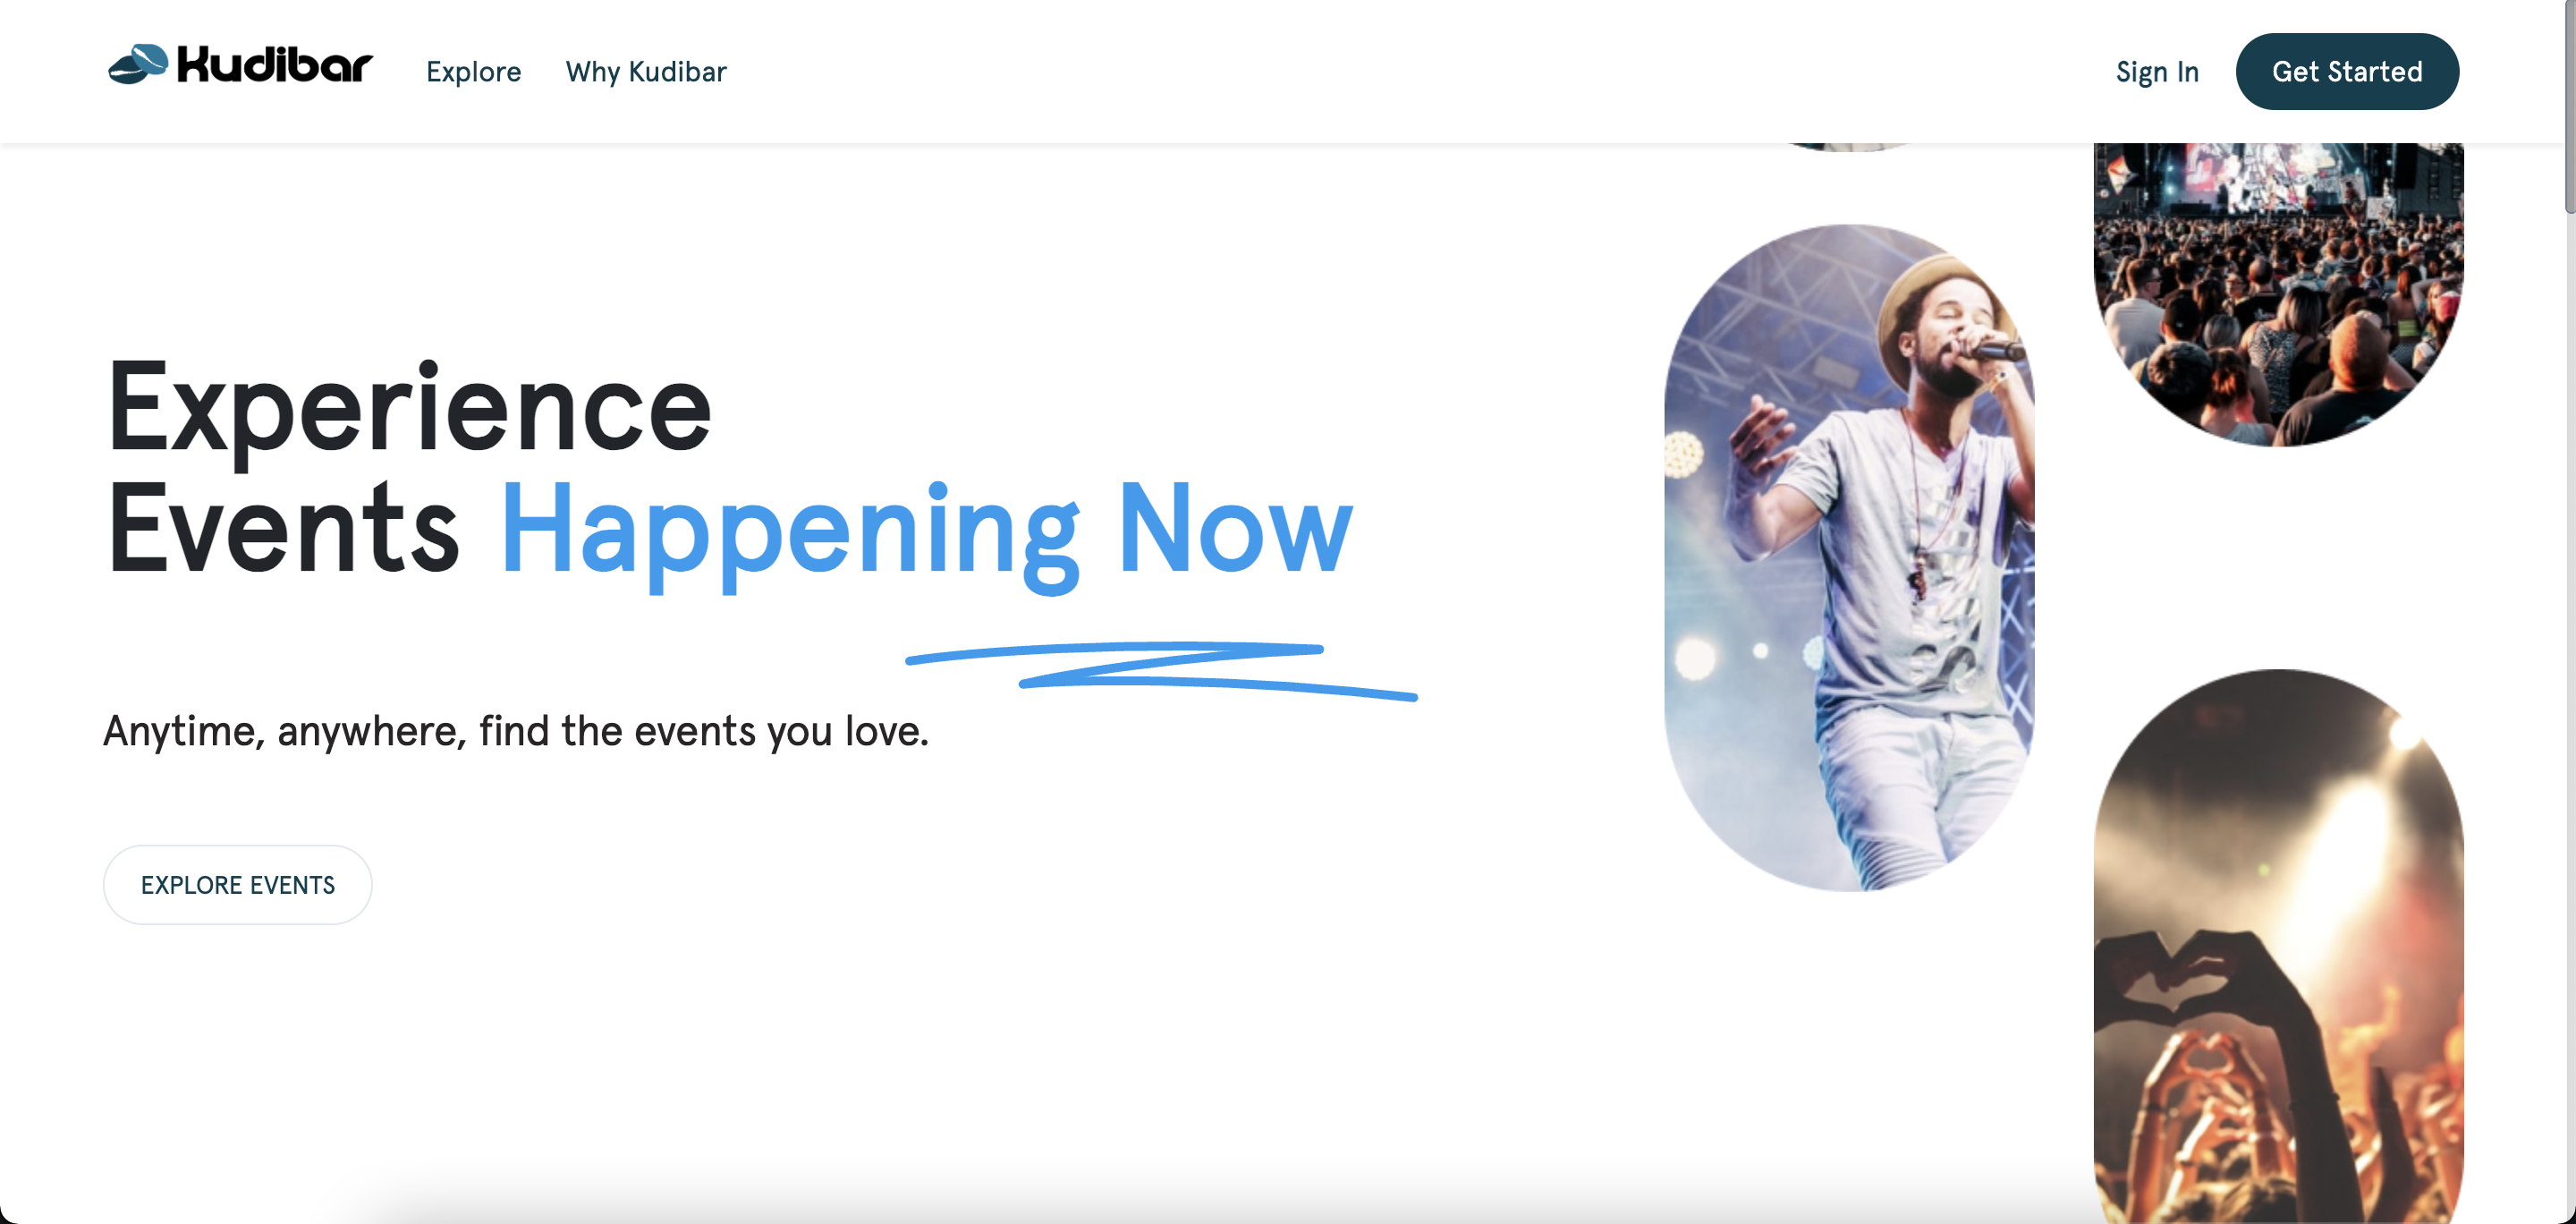 Kudibar
Explore
Why Kudibar
Sign In
Get Started
Experience
Events Happening Now
Anytime, anywhere, find the events you love.
EXPLORE EVENTS